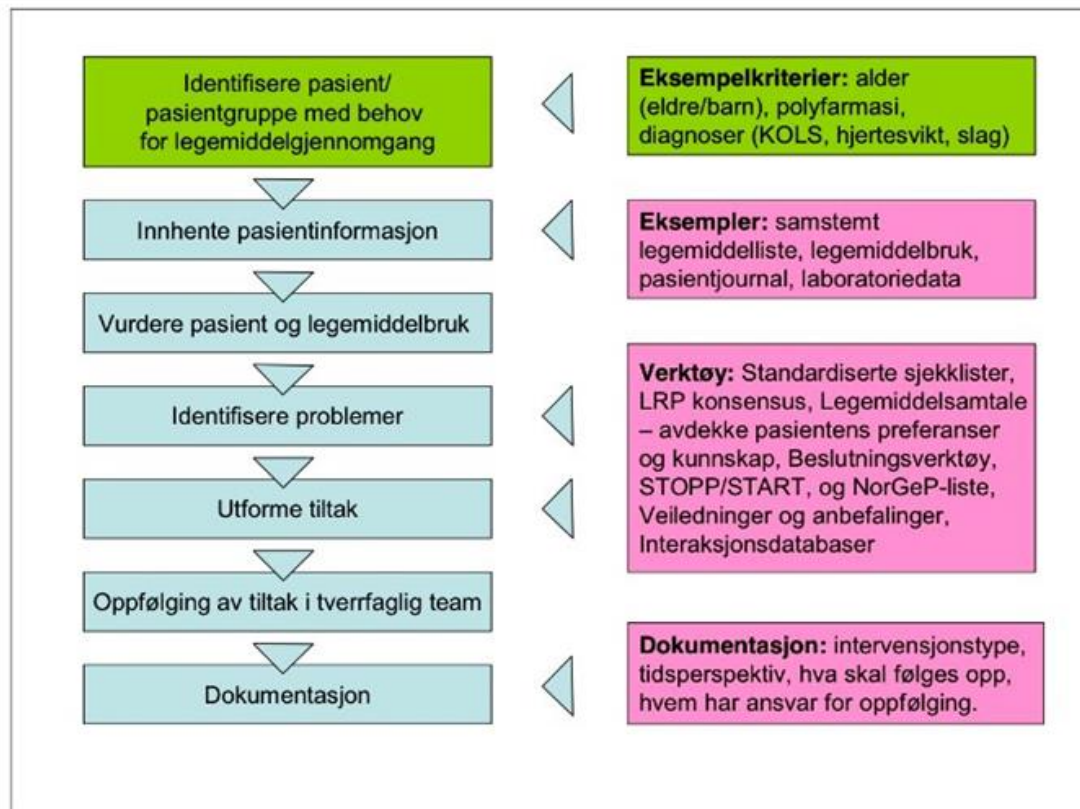 Identifisere pasient/
pasientgruppe med behov
for legemiddelgjennomgang
Eksempelkriterier: alder
(eldre/barn), polyfarmasi,
diagnoser (KOLS, hjertesvikt, slag)
Innhente pasientinformasjon
Eksempler: samstemt
legemiddelliste, legemiddelbruk,
pasientjournal, laboratoriedata
Vurdere pasient og legemiddelbruk
Identifisere problemer
Utforme tiltak
Verktøy: Standardiserte sjekklister,
LRP konsensus, Legemiddelsamtale
– avdekke pasientens preferanser
og kunnskap, Beslutningsverktøy,
STOPP/START, og NorGeP-liste,
Veiledninger og anbefalinger,
Interaksjonsdatabaser
Oppfølging av tiltak i tverrfaglig team
Dokumentasjon
Dokumentasjon: intervensjonstype,
tidsperspektiv, hva skal følges opp,
hvem har ansvar for oppfølging.